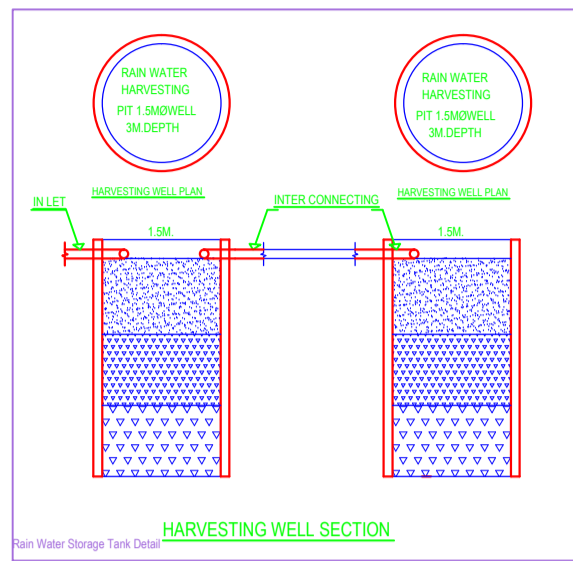 RAIN WATER
HARVESTING
PIT 1.5MØWELL
3M.DEPTH
RAIN WATER
HARVESTING
PIT 1.5MØWELL
3M.DEPTH
HARVESTING WELL PLAN
HARVESTING WELL PLAN
IN LET
INTER CONNECTING
1.5M.
1.5M.
HARVESTING WELL SECTION
Rain Water Storage Tank Detail